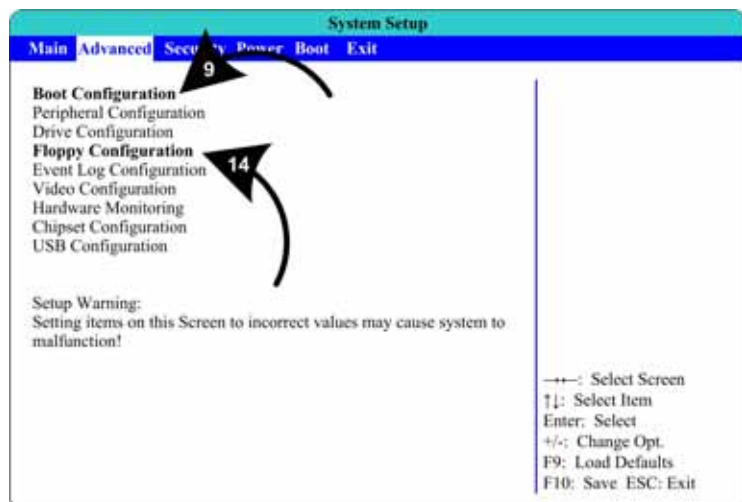 System Setup
Main Advanced Security Power Boot Exit
9
Boot Configuration
Peripheral Configuration
Drive Configuration
Floppy Configuration
14
Event Log Configuration
Video Configuration
Hardware Monitoring
Chipset Configuration
USB Configuration
Setup Warning:
Setting items on this Screen to incorrect values may cause system to
malfunction!
→←: Select Screen
↑↓: Select Item
Enter: Select
+/-: Change Opt.
F9: Load Defaults
F10: Save ESC: Exit